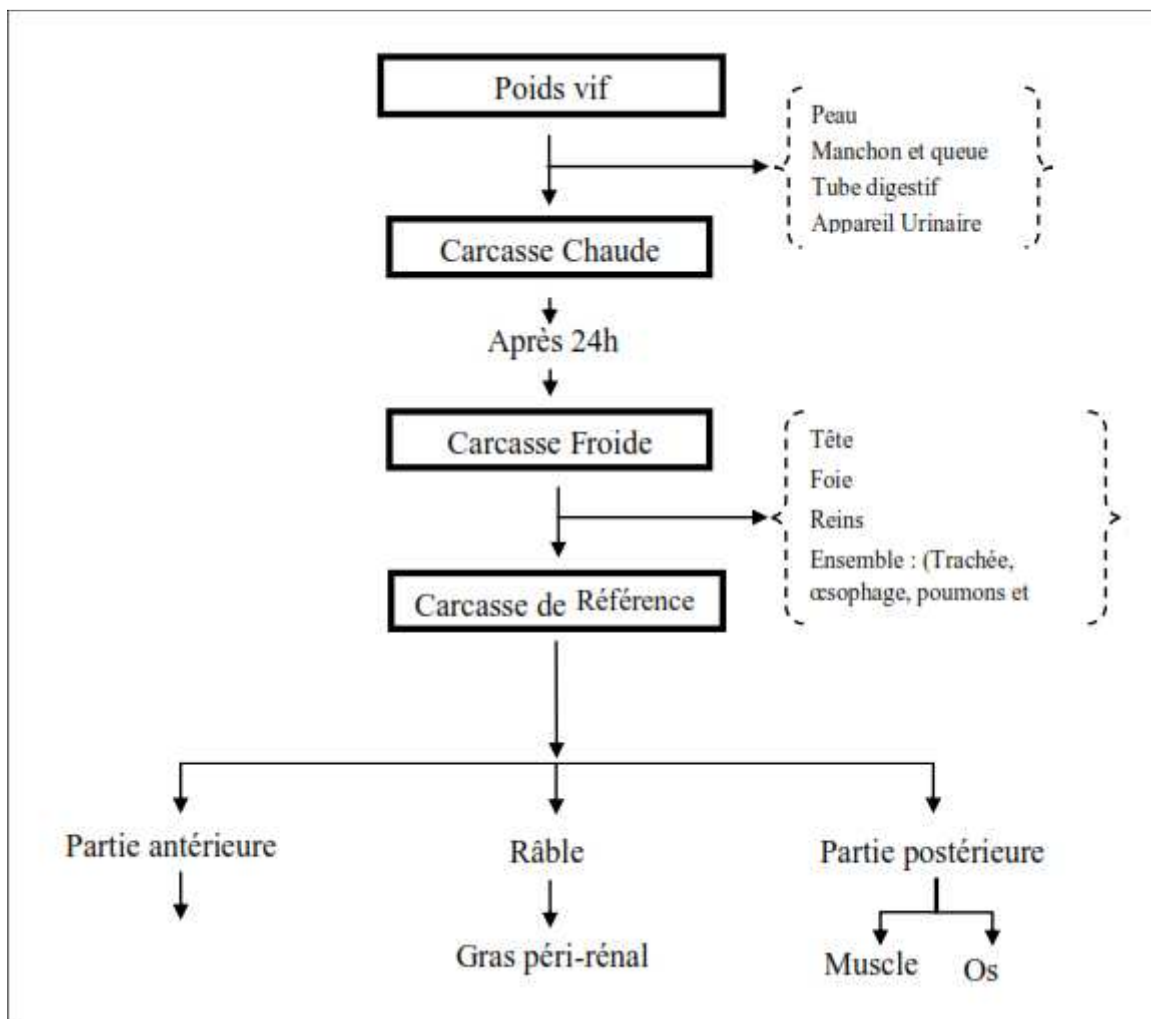 Poids vif
Peau
Manchon et queue
Tube digestif
Appareil Urinaire
Carcasse Chaude
Après 24h
Carcasse Froide
Tête
Foie
Reins
Ensemble : (Trachée,
œsophage, poumons et
Carcasse de Référence
Partie antérieure
Râble
Partie postérieure
Gras péri-rénal
Muscle
Os